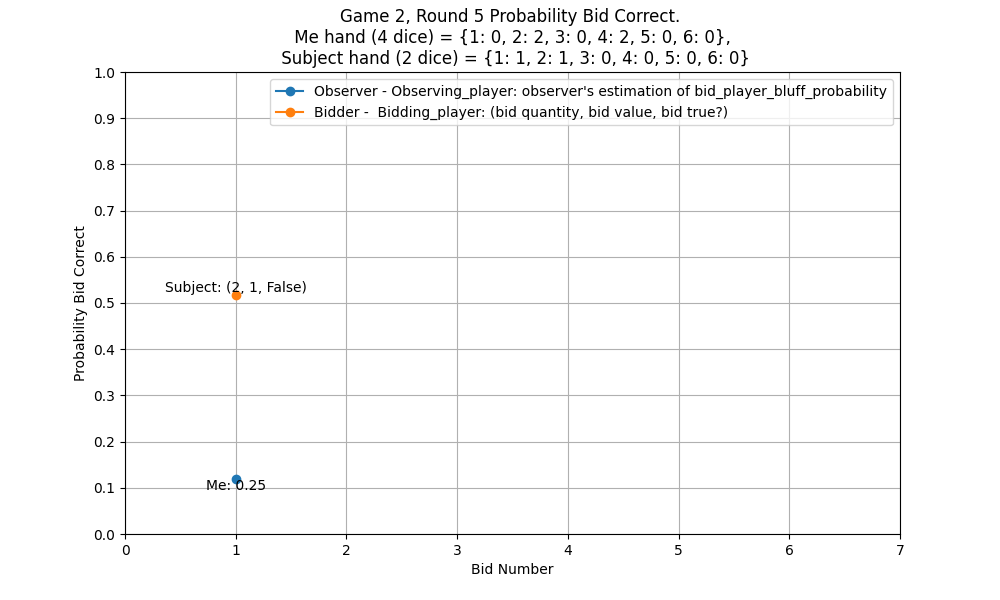 Game 2, Round 5 Probability Bid Correct.
Me hand (4 dice) = {1: 0, 2: 2, 3: 0, 4: 2, 5: 0, 6: 0},
Subject hand (2 dice) = {1: 1, 2: 1, 3: 0, 4: 0, 5: 0, 6: 0}
Observer - Observing_player: observer's estimation of bid_player_bluff_probability
Bidder -  Bidding_player: (bid quantity, bid value, bid true?)
Probability Bid Correct
1.0
0.9
0.8
0.7
0.6
0.5
0.4
0.3
0.2
0.1
0.0
Subject: (2, 1, False)
Me: 0.25
0 1 2 3 4 5 6 7
Bid Number